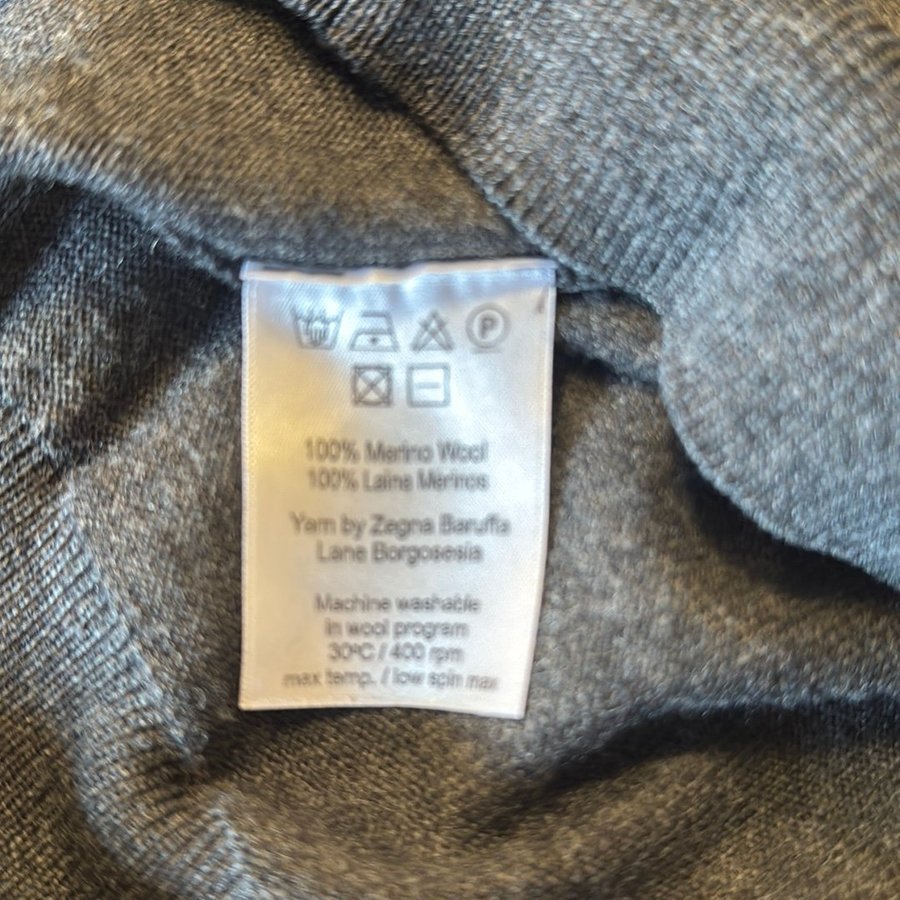 P
100% Merino Wool
100% Laine Merinos
Yarn by Zegna Baruffa
Lane Borgosesia
Machine washable
in wool program
30ºC / 400 rpm
max temp. / low spin max